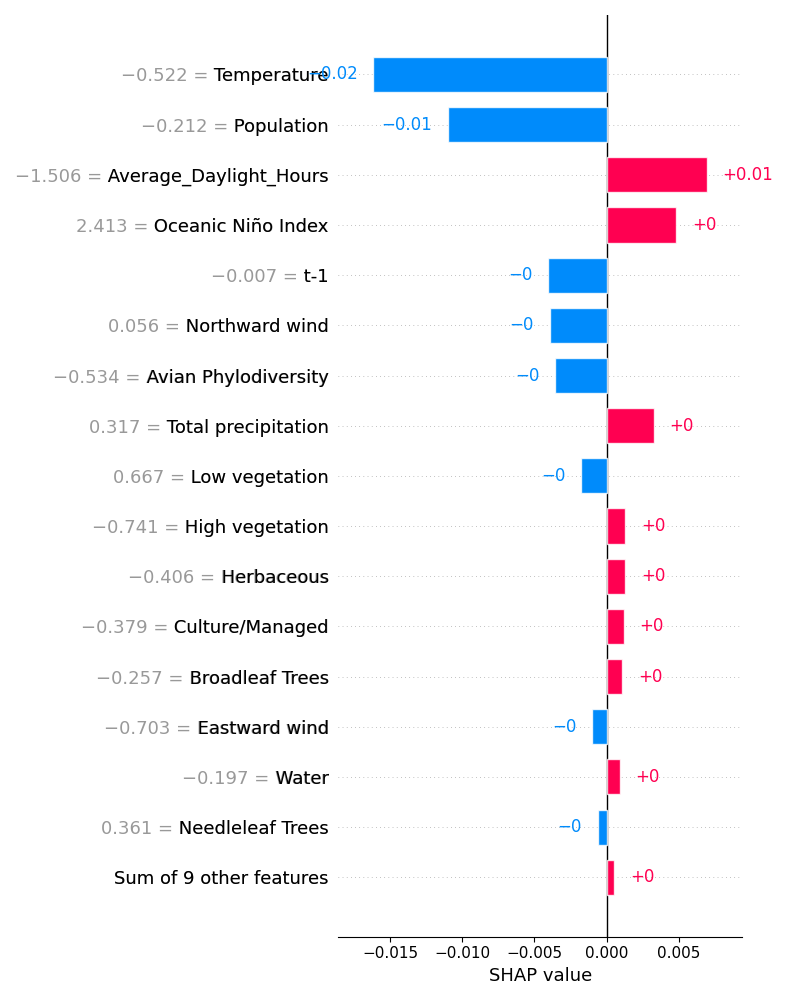 −0.522 = Temperature −0.02
−0.212 = Population −0.01
−1.506 = Average_Daylight_Hours +0.01
2.413 = Oceanic Niño Index +0
−0.007 = t-1 −0
0.056 = Northward wind −0
−0.534 = Avian Phylodiversity −0
0.317 = Total precipitation +0
0.667 = Low vegetation −0
−0.741 = High vegetation +0
−0.406 = Herbaceous +0
−0.379 = Culture/Managed +0
−0.257 = Broadleaf Trees +0
−0.703 = Eastward wind −0
−0.197 = Water +0
0.361 = Needleleaf Trees −0
Sum of 9 other features +0
−0.015 −0.010 −0.005 0.000 0.005
SHAP value